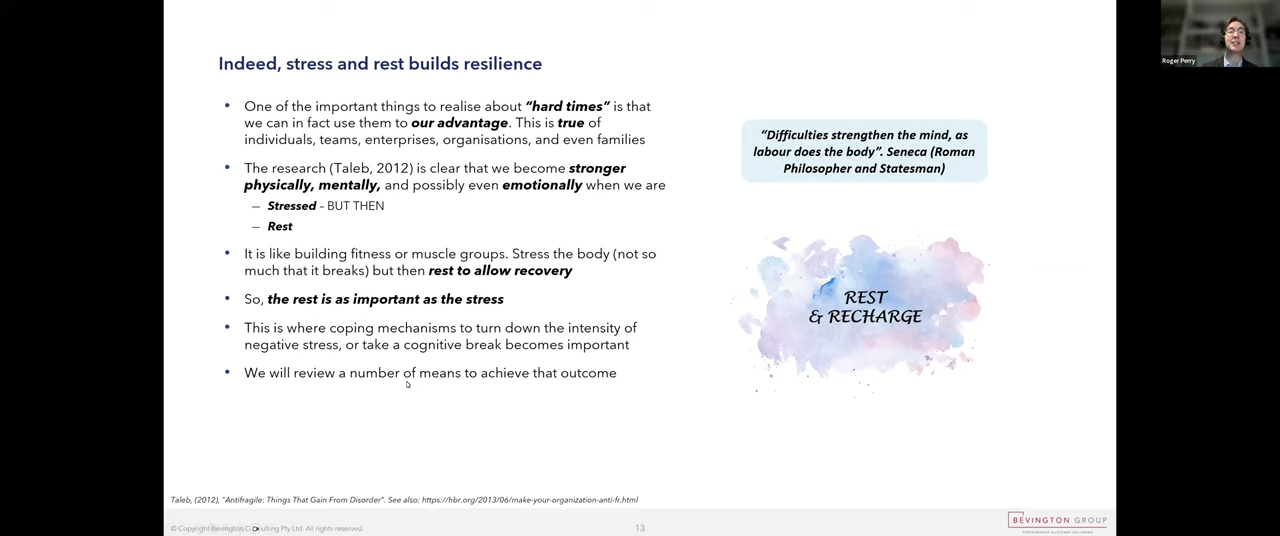 Indeed, stress and rest builds resilience
• One of the important things to realise about “hard times” is that
we can in fact use them to our advantage. This is true of
individuals, teams, enterprises, organisations, and even families
• The research (Taleb, 2012) is clear that we become stronger
physically, mentally, and possibly even emotionally when we are
— Stressed – BUT THEN
— Rest
• It is like building fitness or muscle groups. Stress the body (not so
much that it breaks) but then rest to allow recovery
• So, the rest is as important as the stress
• This is where coping mechanisms to turn down the intensity of
negative stress, or take a cognitive break becomes important
• We will review a number of means to achieve that outcome
“Difficulties strengthen the mind, as
labour does the body”. Seneca (Roman
Philosopher and Statesman)
REST
& RECHARGE
Roger Perry
Taleb, (2012), “Antifragile: Things That Gain From Disorder”. See also: https://hbr.org/2013/06/make-your-organization-anti-fr.html
© Copyright Bevington Pty Ltd. All rights reserved.
13
BEVINGTON GROUP